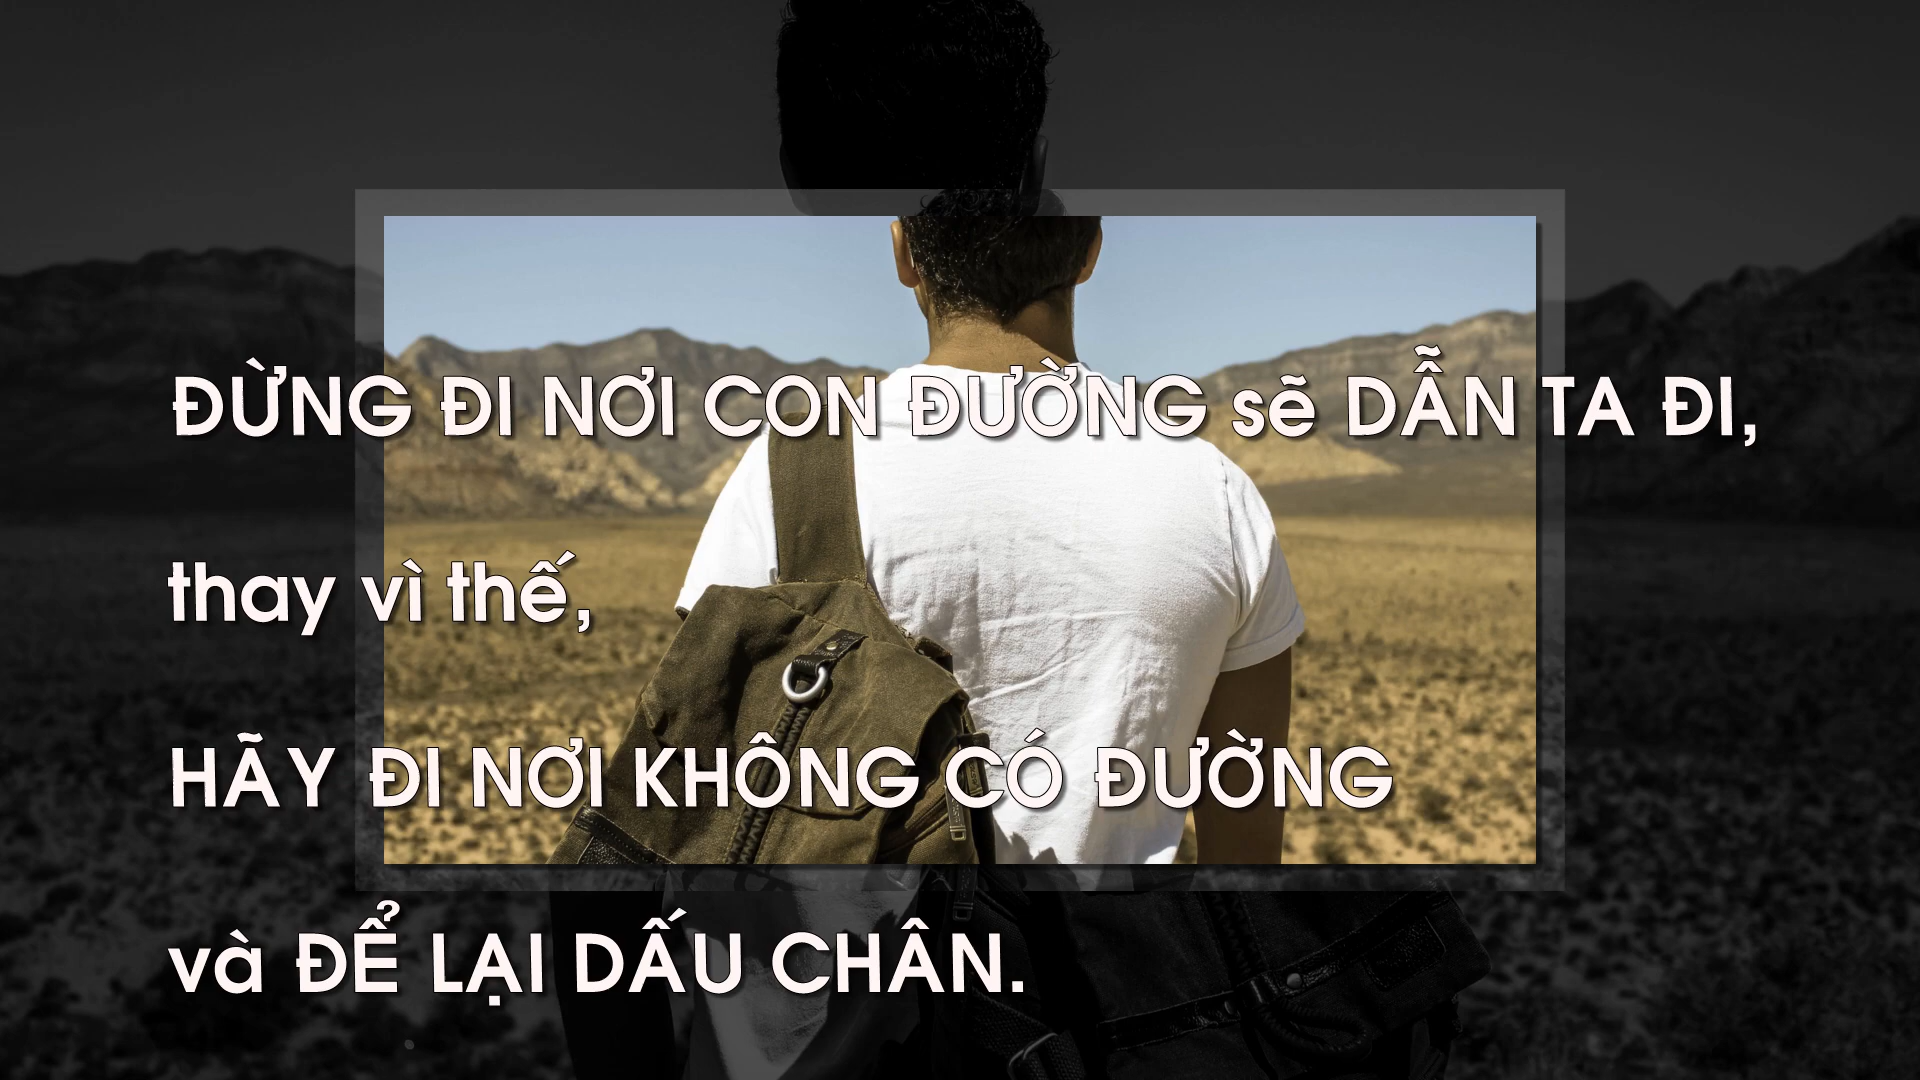 ĐỪNG ĐI NƠI CON ĐƯỜNG sẽ DẪN TA ĐI,
thay vì thế,
HÃY ĐI NƠI KHÔNG CÓ ĐƯỜNG
và ĐỂ LẠI DẤU CHÂN.